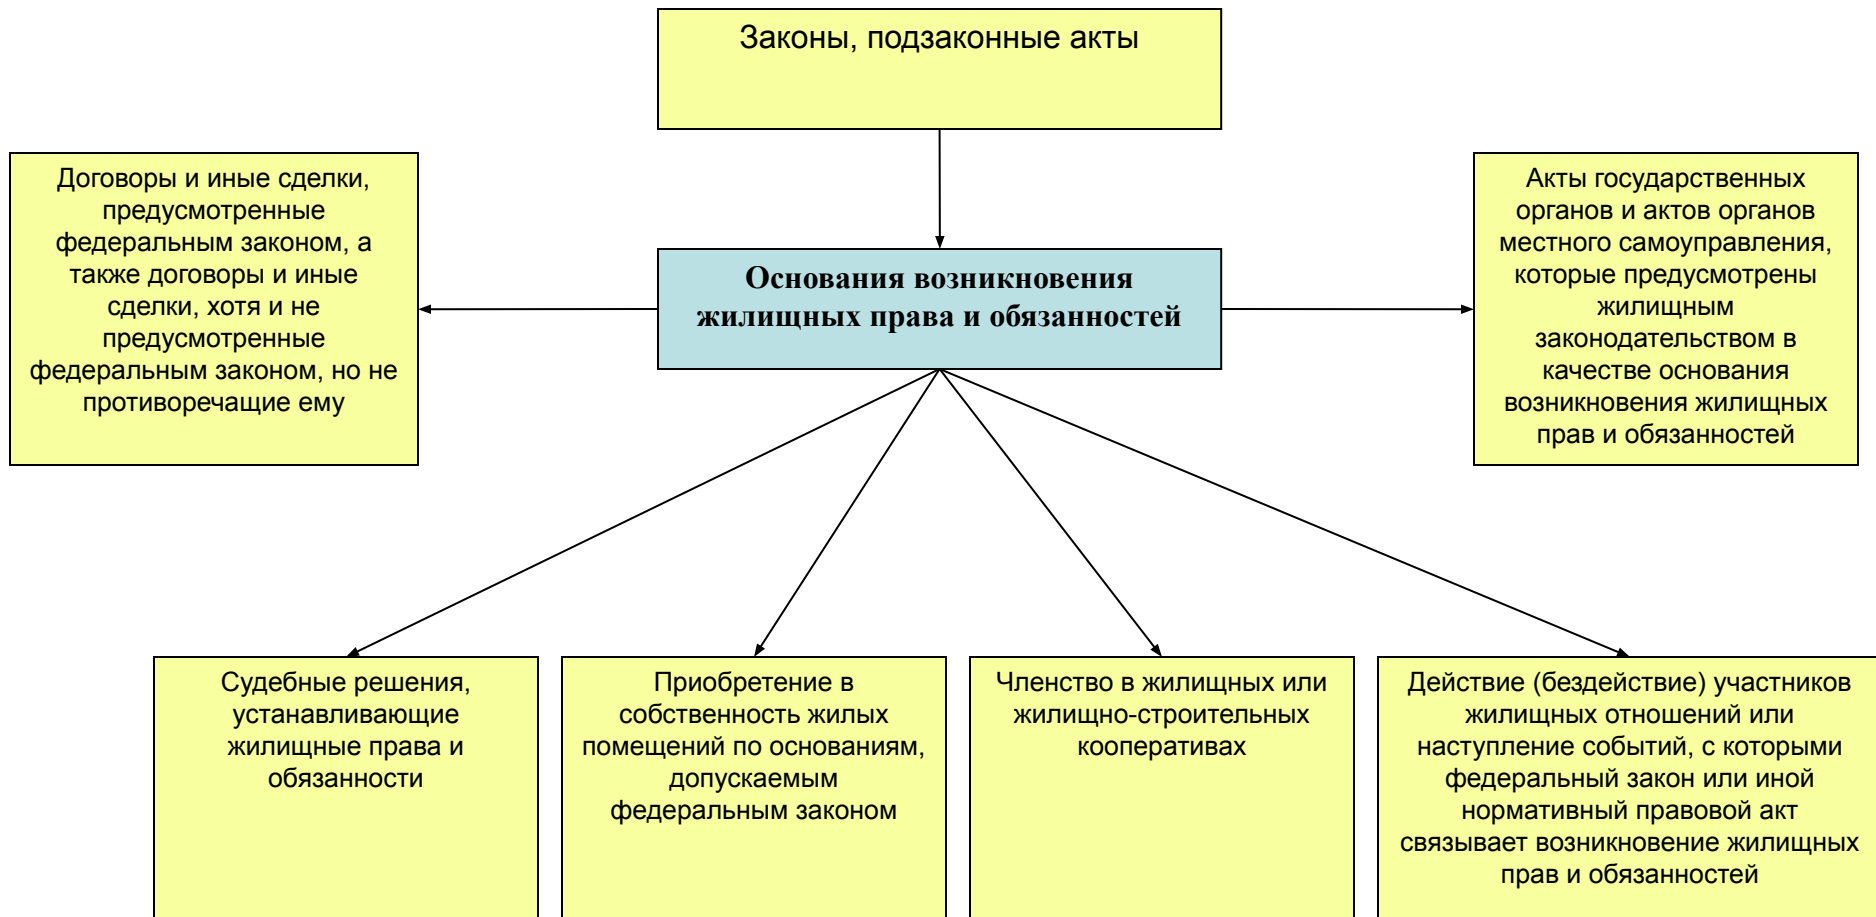 Законы, подзаконные акты
Договоры и иные сделки,
предусмотренные
федеральным законом, а
также договоры и иные
сделки, хотя и не
предусмотренные
федеральным законом, но не
противоречащие ему
Основания возникновения
жилищных права и обязанностей
Акты государственных
органов и актов органов
местного самоуправления,
которые предусмотрены
жилищным
законодательством в
качестве основания
возникновения жилищных
прав и обязанностей
Судебные решения,
устанавливающие
жилищные права и
обязанности
Приобретение в
собственность жилых
помещений по основаниям,
допускаемым
федеральным законом
Членство в жилищных или
жилищно-строительных
кооперативах
Действие (бездействие) участников
жилищных отношений или
наступление событий, с которыми
федеральный закон или иной
нормативный правовой акт
связывает возникновение жилищных
прав и обязанностей